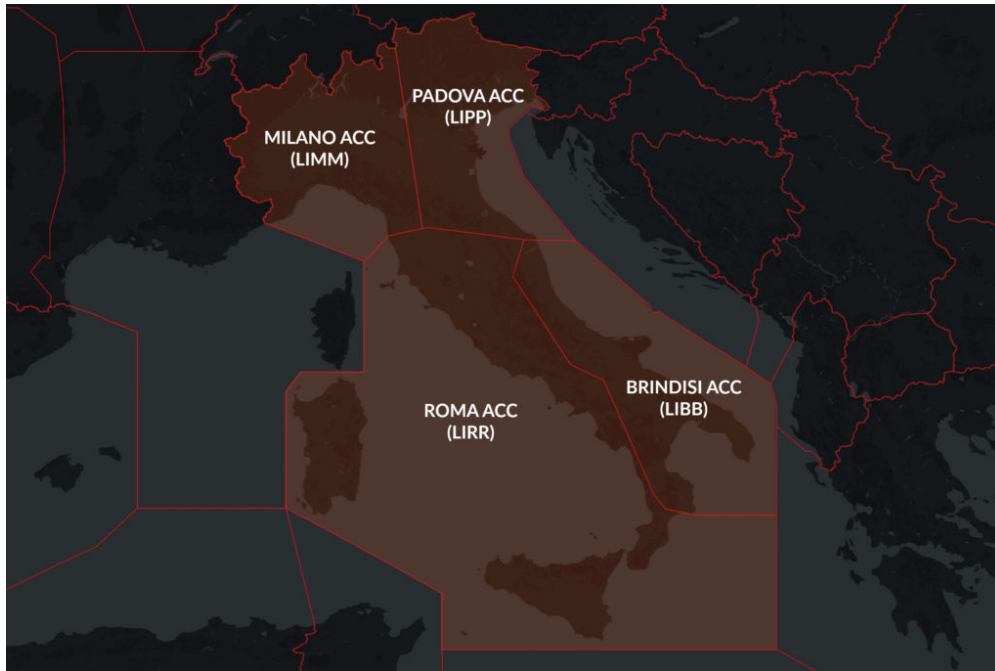 PADOVA ACC
(LIPP)
MILANO ACC
(LIMM)
BRINDISI ACC
(LIBB)
ROMA ACC
(LIRR)